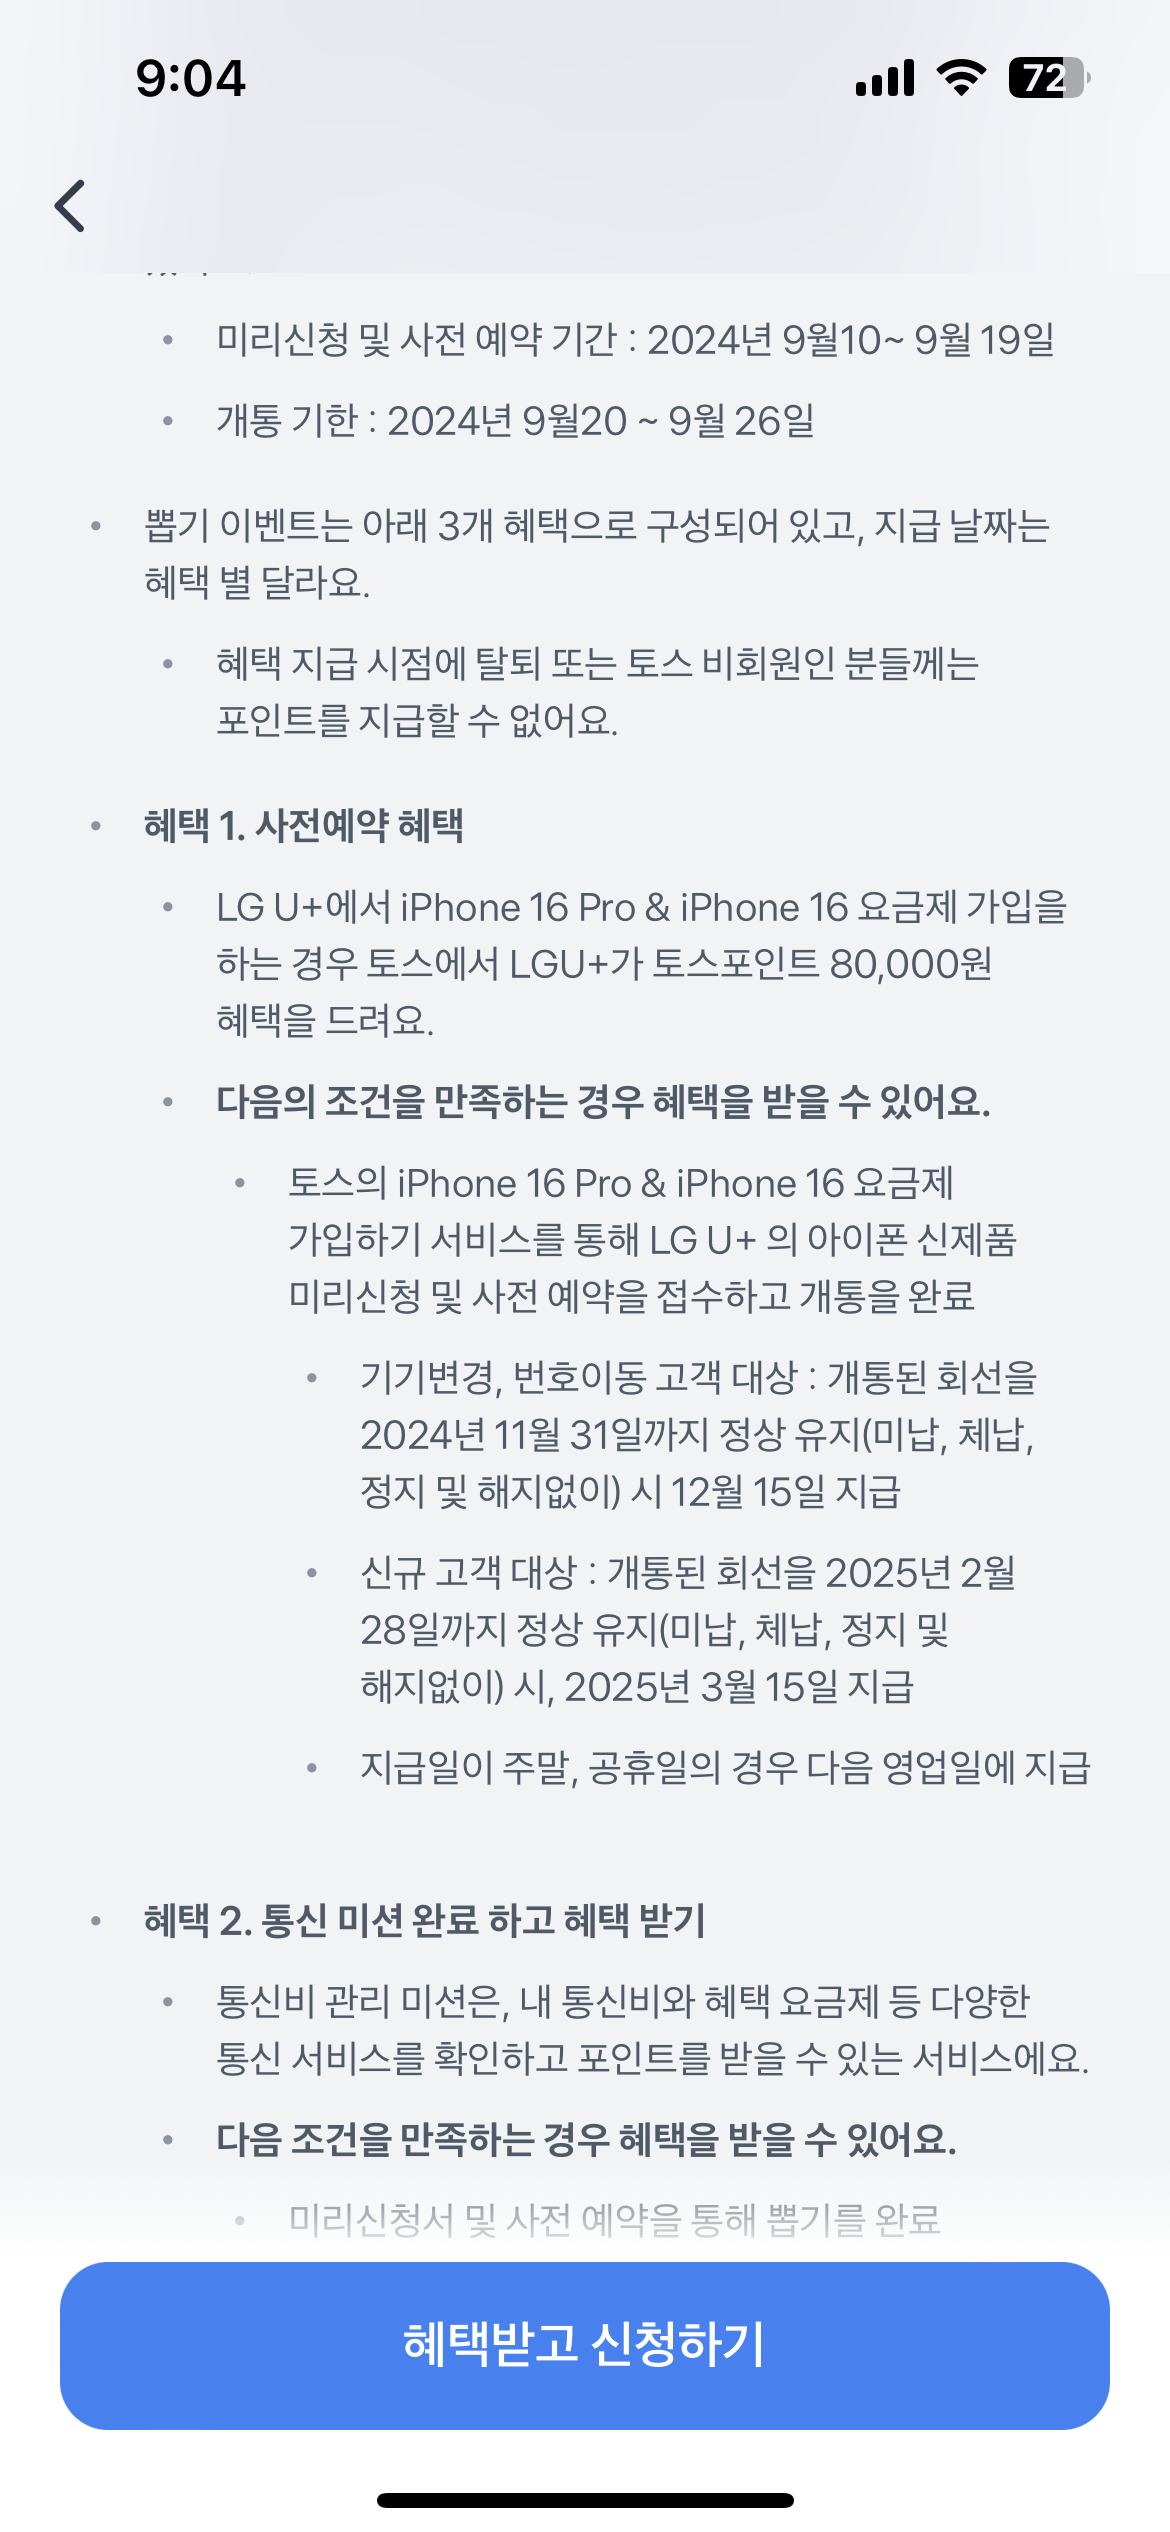 9:04
72
미리신청 및 사전 예약 기간 : 2024년 9월10~ 9월 19일
개통 기한 : 2024년 9월20 ~ 9월 26일
뽑기 이벤트는 아래 3개 혜택으로 구성되어 있고, 지급 날짜는
혜택 별 달라요.
혜택 지급 시점에 탈퇴 또는 토스 비회원인 분들께는
포인트를 지급할 수 없어요.
혜택 1. 사전예약 혜택
LG U+에서 iPhone 16 Pro & iPhone 16 요금제 가입을
하는 경우 토스에서 LGU+가 토스포인트 80,000원
혜택을 드려요.
다음의 조건을 만족하는 경우 혜택을 받을 수 있어요.
토스의 iPhone 16 Pro & iPhone 16 요금제
가입하기 서비스를 통해 LG U+ 의 아이폰 신제품
미리신청 및 사전 예약을 접수하고 개통을 완료
기기변경, 번호이동 고객 대상 : 개통된 회선을
2024년 11월 31일까지 정상 유지(미납, 체납,
정지 및 해지없이) 시 12월 15일 지급
신규 고객 대상 : 개통된 회선을 2025년 2월
28일까지 정상 유지(미납, 체납, 정지 및
해지없이) 시, 2025년 3월 15일 지급
지급일이 주말, 공휴일의 경우 다음 영업일에 지급
혜택 2. 통신 미션 완료 하고 혜택 받기
통신비 관리 미션은, 내 통신비와 혜택 요금제 등 다양한
통신 서비스를 확인하고 포인트를 받을 수 있는 서비스에요.
다음 조건을 만족하는 경우 혜택을 받을 수 있어요.
미리신청서 및 사전 예약을 통해 뽑기를 완료
혜택받고 신청하기